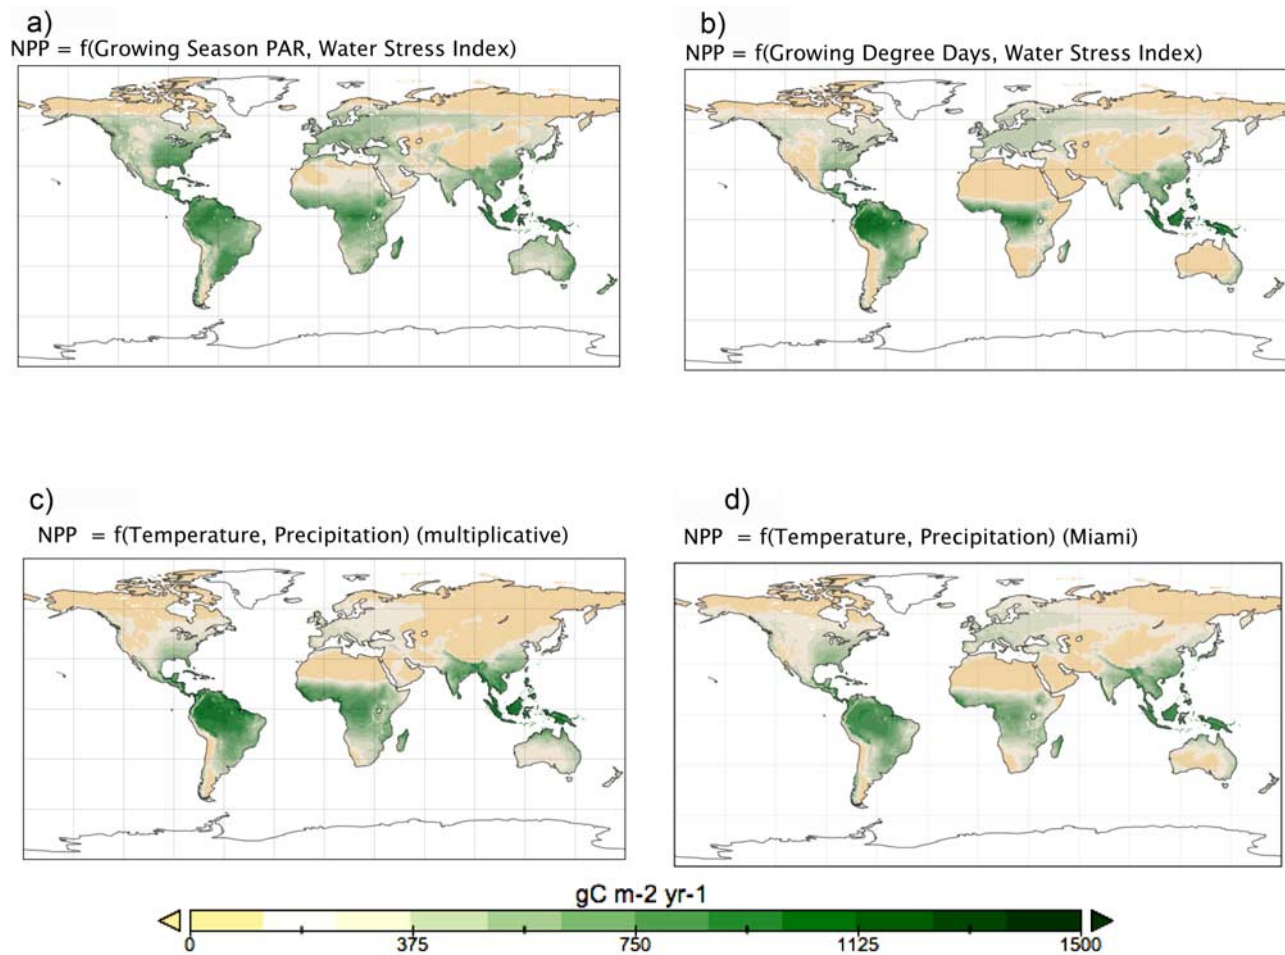 a)
NPP = f(Growing Season PAR, Water Stress Index)
b)
NPP = f(Growing Degree Days, Water Stress Index)
c)
NPP = f(Temperature, Precipitation) (multiplicative)
d)
NPP = f(Temperature, Precipitation) (Miami)
gC m-2 yr-1
0 375 750 1125 1500